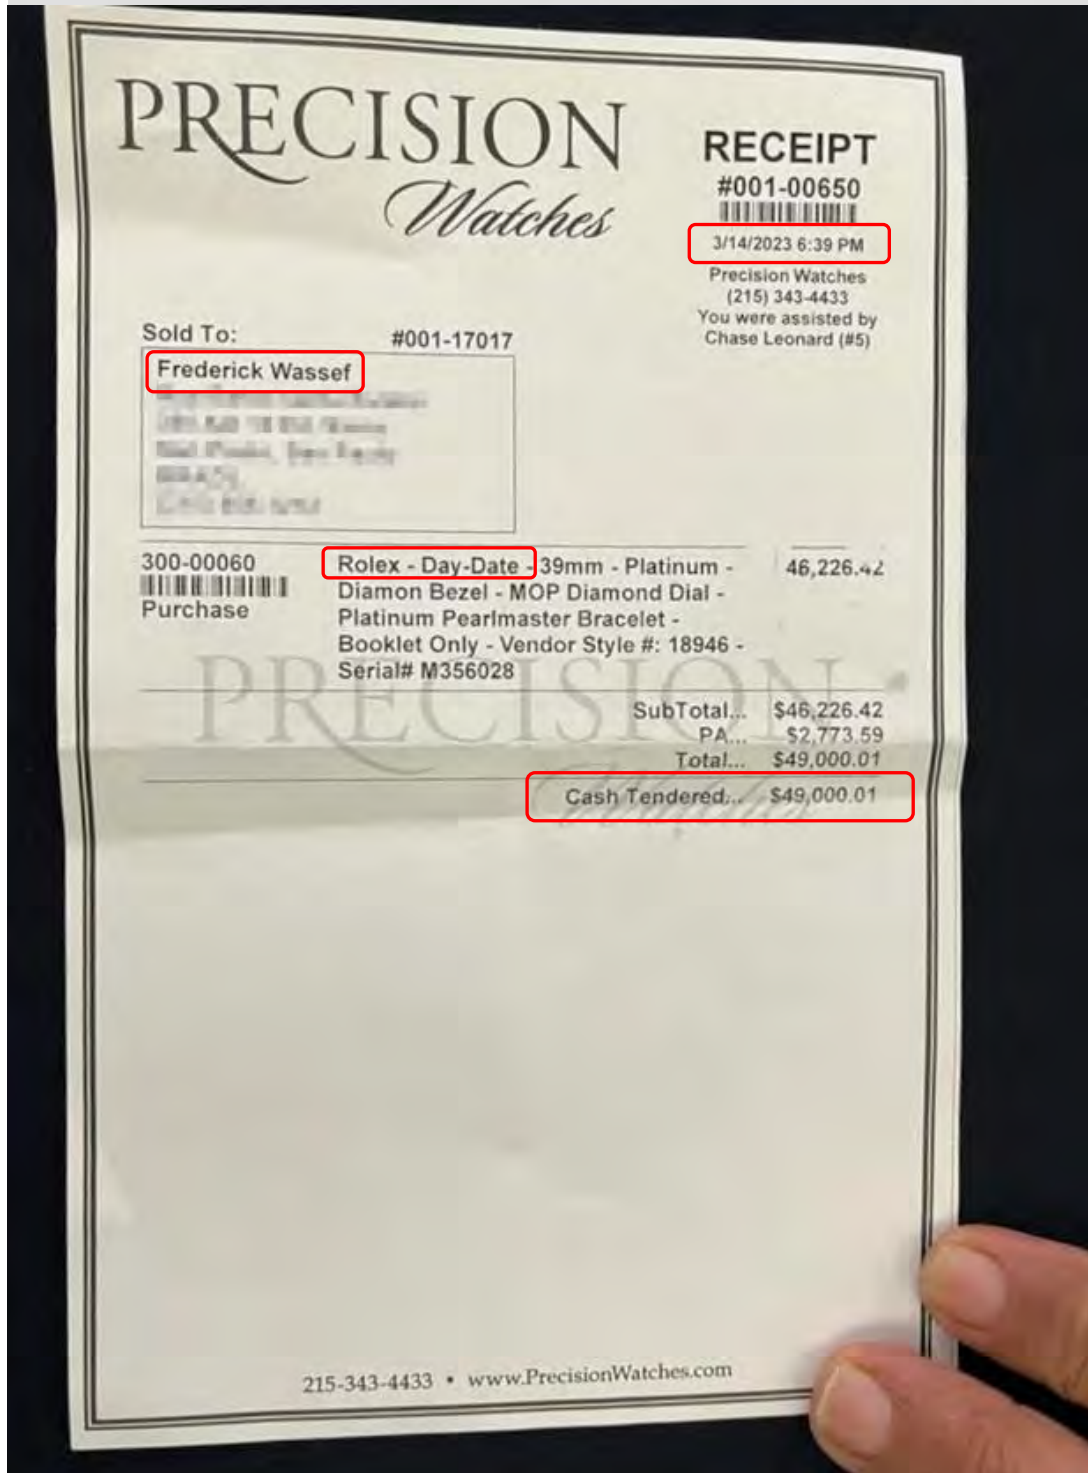 PRECISION
Watches
RECEIPT
#001-00650
3/14/2023 6:39 PM
Precision Watches
(215) 343-4433
You were assisted by
Chase Leonard (#5)
Sold To: #001-17017
Frederick Wassef
300-00060 Rolex - Day-Date - 39mm - Platinum - 46,226.42
Diamon Bezel - MOP Diamond Dial -
Purchase Platinum Pearlmaster Bracelet -
Booklet Only - Vendor Style #: 18946 -
Serial# M356028
PRECISION
Watches
SubTotal... $46,226.42
PA... $2,773.59
Total... $49,000.01
Cash Tendered... $49,000.01
215-343-4433 • www.PrecisionWatches.com